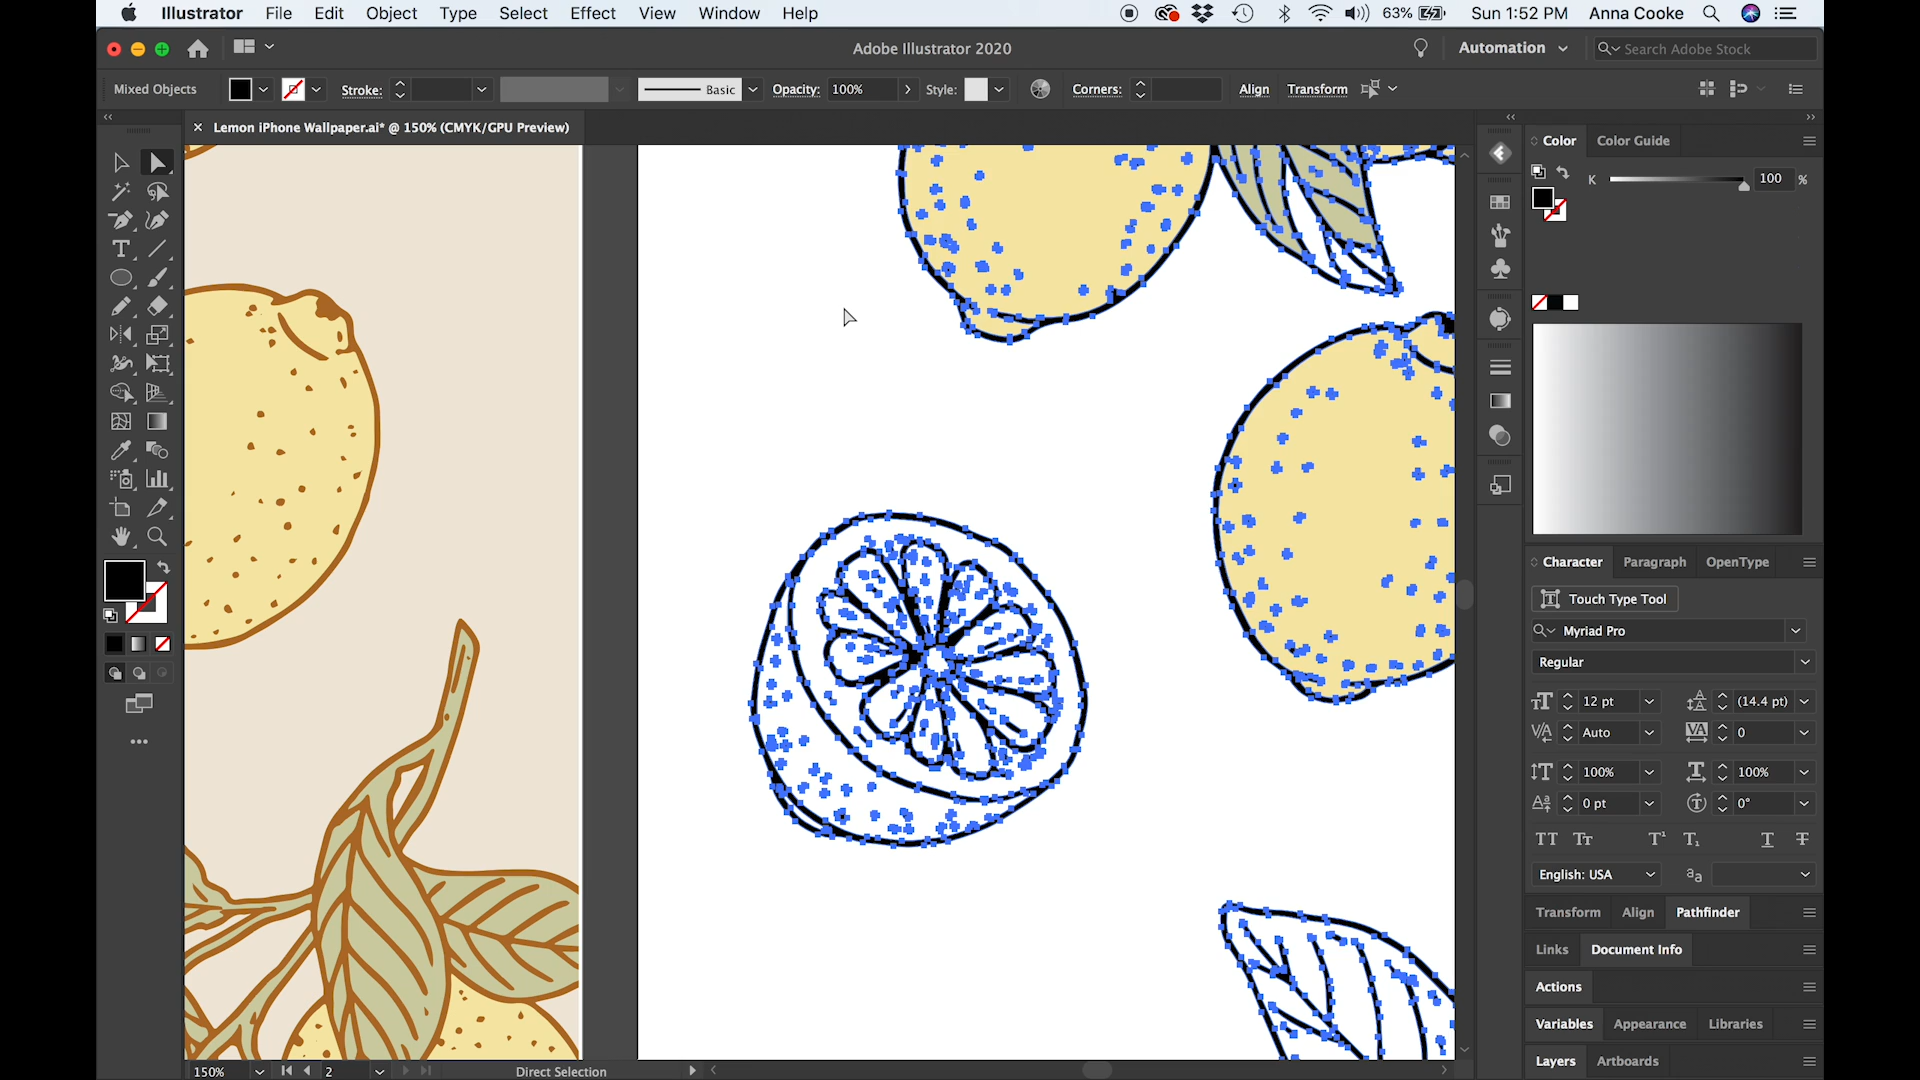 Illustrator File Edit Object Type Select Effect View Window Help 63% Sun 1:52 PM Anna Cooke
Adobe Illustrator 2020 Automation Search Adobe Stock
Mixed Objects Stroke: Basic Opacity: 100% Style: Corners: Align Transform
Lemon iPhone Wallpaper.ai* @ 150% (CMYK/GPU Preview)
Color Color Guide
K 100 %
Character Paragraph OpenType
Touch Type Tool
Myriad Pro
Regular
12 pt (14.4 pt)
Auto 0
100% 100%
0 pt 0°
English: USA
Transform Align Pathfinder
Links Document Info
Actions
Variables Appearance Libraries
Layers Artboards
150% 2 Direct Selection